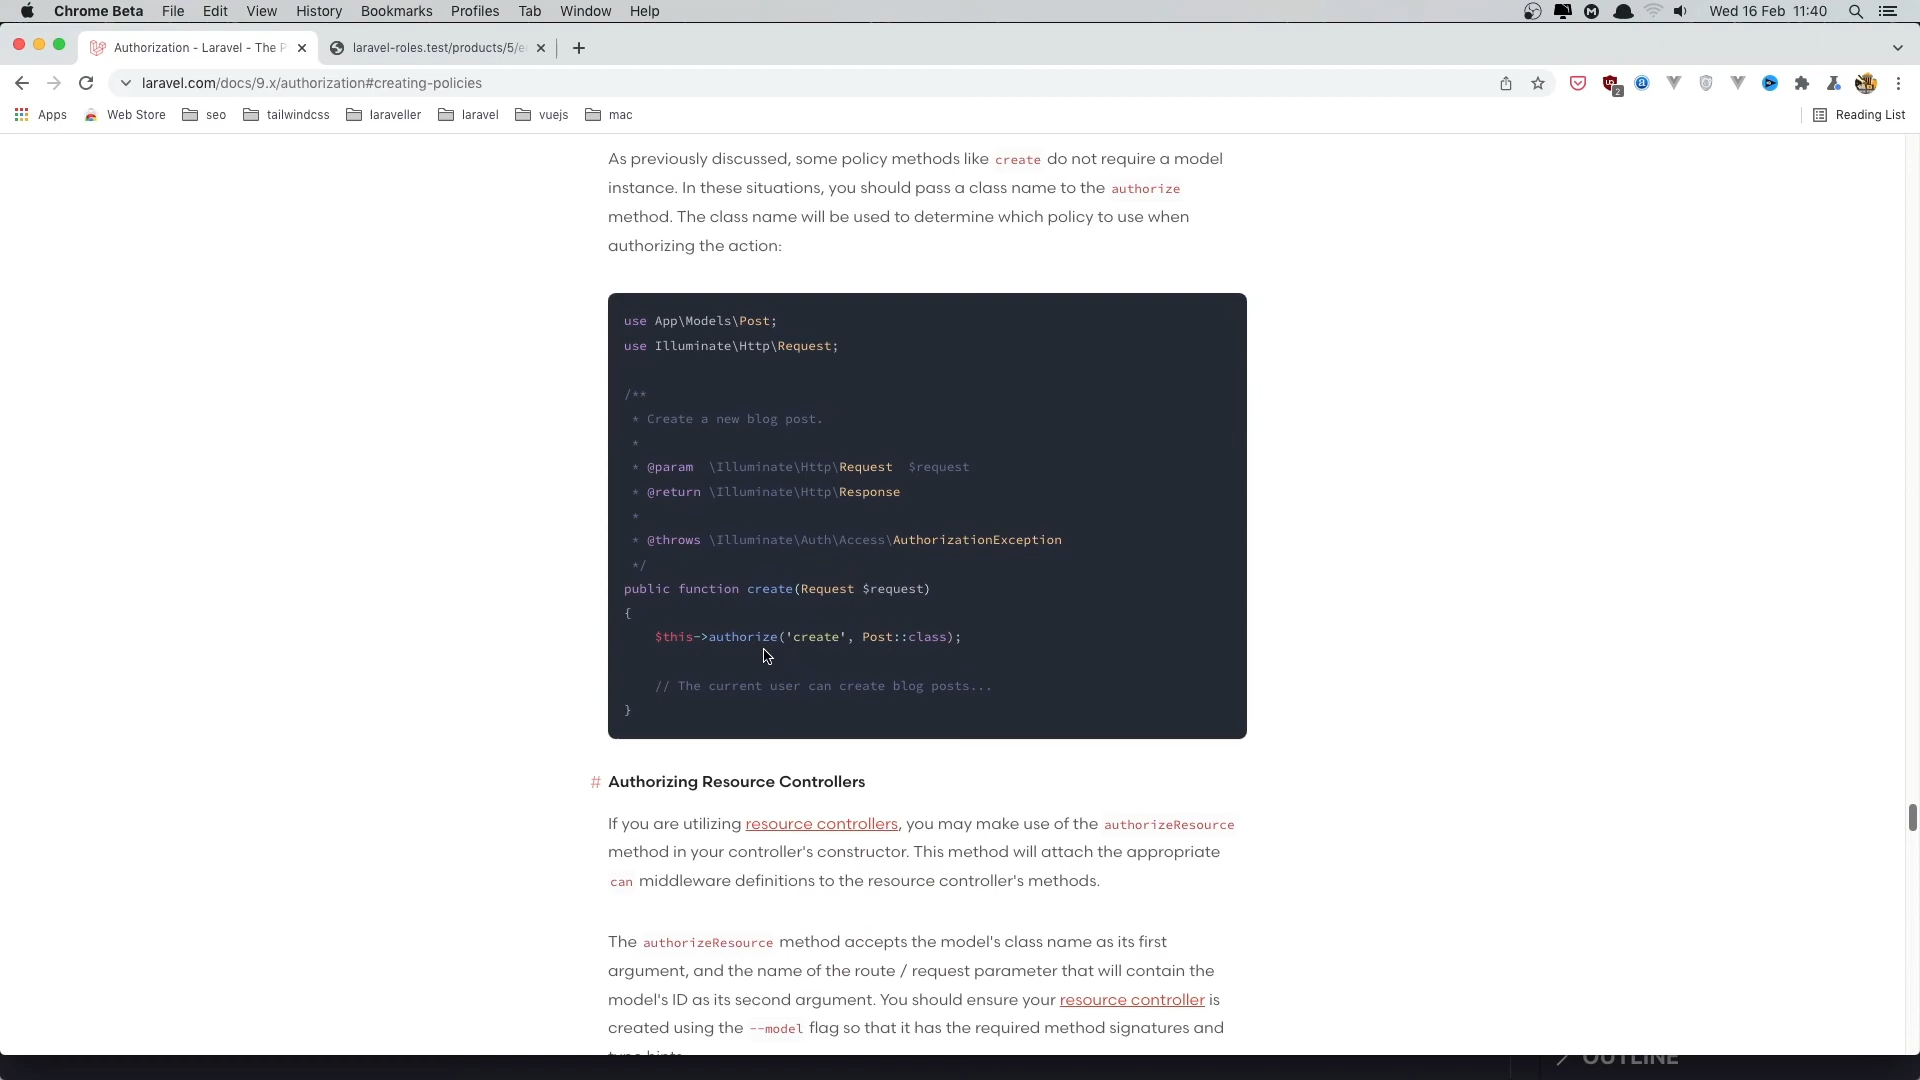 Chrome Beta File Edit View History Bookmarks Profiles Tab Window Help Wed 16 Feb 11:40
Authorization - Laravel - The P laravel-roles.test/products/5/e
laravel.com/docs/9.x/authorization#creating-policies 2
Apps Web Store seo tailwindcss laraveller laravel vuejs mac Reading List
As previously discussed, some policy methods like create do not require a model
instance. In these situations, you should pass a class name to the authorize
method. The class name will be used to determine which policy to use when
authorizing the action:
use App\Models\Post;
use Illuminate\Http\Request;
/**
* Create a new blog post.
*
* @param \Illuminate\Http\Request $request
* @return \Illuminate\Http\Response
*
* @throws \Illuminate\Auth\Access\AuthorizationException
*/
public function create(Request $request)
{
$this->authorize('create', Post::class);
// The current user can create blog posts...
}
# Authorizing Resource Controllers
If you are utilizing resource controllers, you may make use of the authorizeResource
method in your controller's constructor. This method will attach the appropriate
can middleware definitions to the resource controller's methods.
The authorizeResource method accepts the model's class name as its first
argument, and the name of the route / request parameter that will contain the
model's ID as its second argument. You should ensure your resource controller is
created using the --model flag so that it has the required method signatures and
OUTLINE